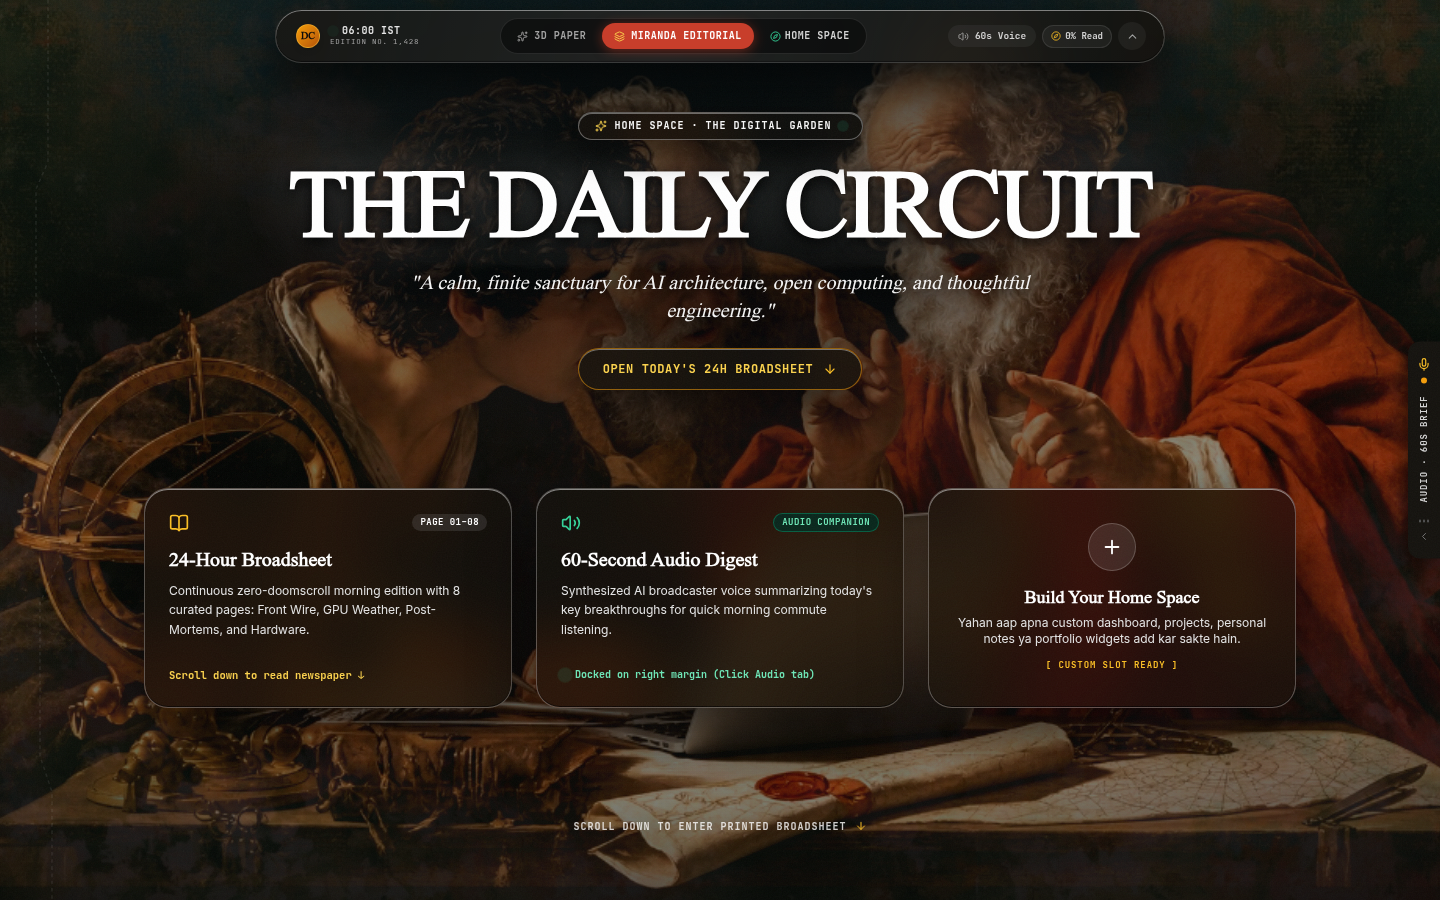 DC
06:00 IST
EDITION NO. 1,428
3D PAPER
MIRANDA EDITORIAL
HOME SPACE
60s Voice
0% Read
HOME SPACE · THE DIGITAL GARDEN
THE DAILY CIRCUIT
"A calm, finite sanctuary for AI architecture, open computing, and thoughtful
engineering."
OPEN TODAY'S 24H BROADSHEET ↓
AUDIO · 60S BRIEF
PAGE 01–08
24-Hour Broadsheet
Continuous zero-doomscroll morning edition with 8
curated pages: Front Wire, GPU Weather, Post-
Mortems, and Hardware.
Scroll down to read newspaper ↓
AUDIO COMPANION
60-Second Audio Digest
Synthesized AI broadcaster voice summarizing today's
key breakthroughs for quick morning commute
listening.
Docked on right margin (Click Audio tab)
Build Your Home Space
Yahan aap apna custom dashboard, projects, personal
notes ya portfolio widgets add kar sakte hain.
[ CUSTOM SLOT READY ]
SCROLL DOWN TO ENTER PRINTED BROADSHEET ↓